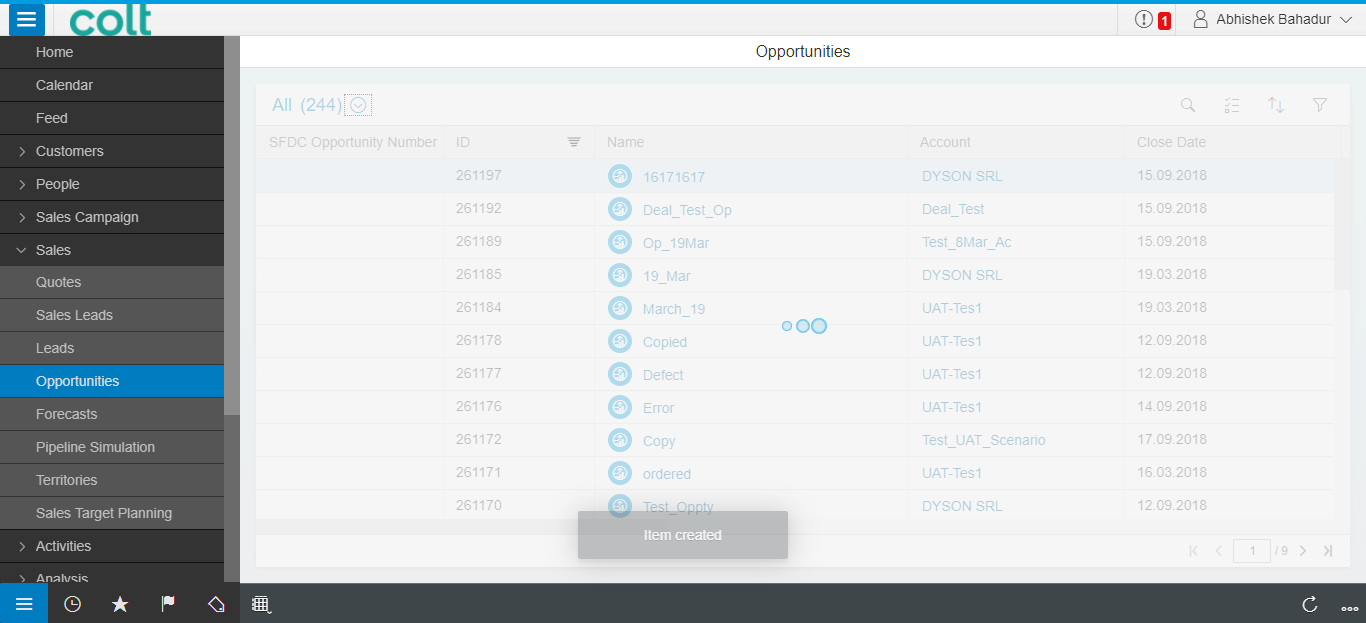 colt
1
Abhishek Bahadur
Home
Calendar
Feed
Customers
People
Sales Campaign
Sales
Quotes
Sales Leads
Leads
Opportunities
Forecasts
Pipeline Simulation
Territories
Sales Target Planning
Activities
Analysis
Opportunities
All (244)
SFDC Opportunity Number ID Name Account Close Date
261197 16171617 DYSON SRL 15.09.2018
261192 Deal_Test_Op Deal_Test 15.09.2018
261189 Op_19Mar Test_8Mar_Ac 15.09.2018
261185 19_Mar DYSON SRL 19.03.2018
261184 March_19 UAT-Tes1 19.03.2018
261178 Copied UAT-Tes1 12.09.2018
261177 Defect UAT-Tes1 12.09.2018
261176 Error UAT-Tes1 14.09.2018
261172 Copy Test_UAT_Scenario 17.09.2018
261171 ordered UAT-Tes1 16.03.2018
261170 Test_Oppty DYSON SRL 12.09.2018
Item created
1 / 9